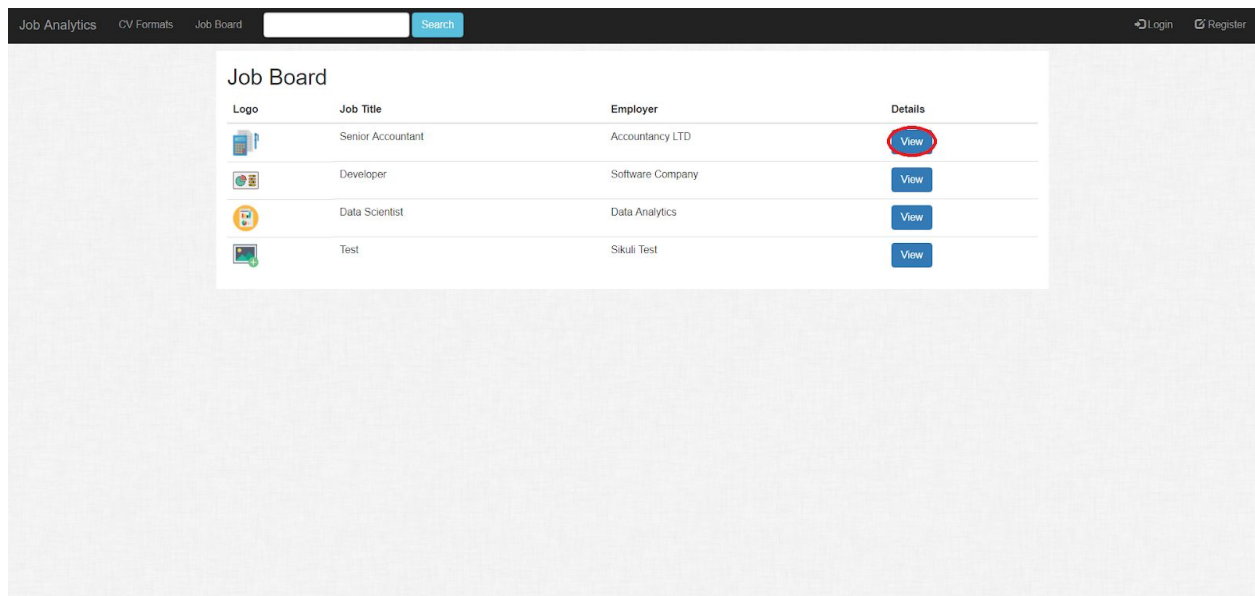 Job Analytics CV Formats Job Board Search Login Register
Job Board
Logo Job Title Employer Details
Senior Accountant Accountancy LTD View
Developer Software Company View
Data Scientist Data Analytics View
Test Sikuli Test View